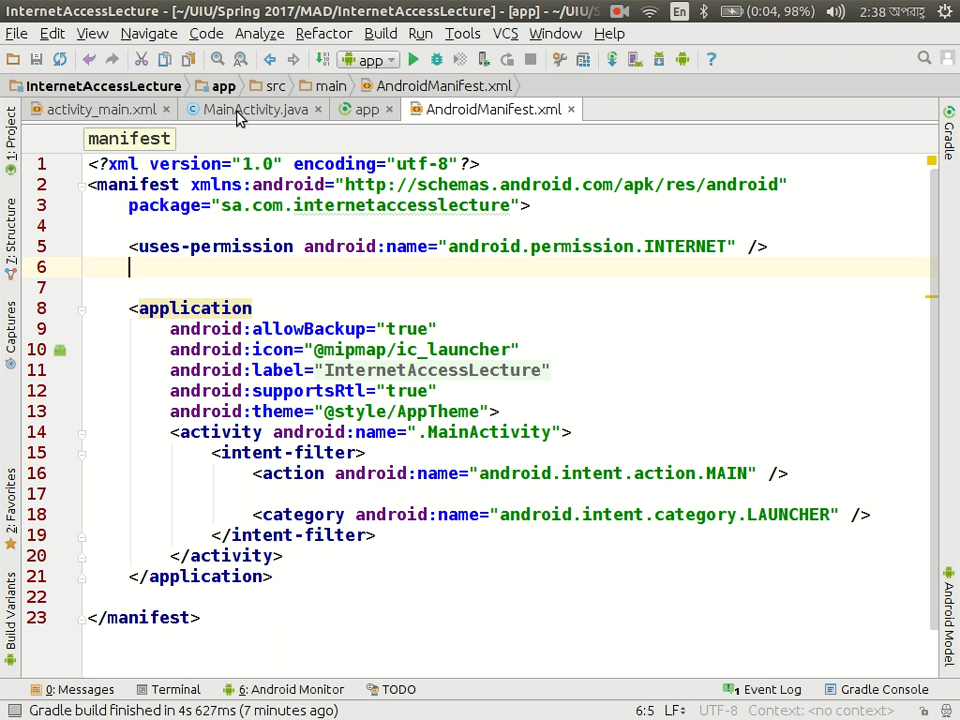 InternetAccessLecture - [~/UIU/Spring 2017/MAD/InternetAccessLecture] - [app] - ~/UIU/S En (0:04, 98%) 2:38 অপরাহ্ণ
File Edit View Navigate Code Analyze Refactor Build Run Tools VCS Window Help
app
InternetAccessLecture app src main AndroidManifest.xml
activity_main.xml MainActivity.java app AndroidManifest.xml
manifest
1 <?xml version="1.0" encoding="utf-8"?>
2 <manifest xmlns:android="http://schemas.android.com/apk/res/android"
3 package="sa.com.internetaccesslecture">
4
5 <uses-permission android:name="android.permission.INTERNET" />
6
7
8 <application
9 android:allowBackup="true"
10 android:icon="@mipmap/ic_launcher"
11 android:label="InternetAccessLecture"
12 android:supportsRtl="true"
13 android:theme="@style/AppTheme">
14 <activity android:name=".MainActivity">
15 <intent-filter>
16 <action android:name="android.intent.action.MAIN" />
17
18 <category android:name="android.intent.category.LAUNCHER" />
19 </intent-filter>
20 </activity>
21 </application>
22
23 </manifest>
1: Project
7: Structure
Captures
2: Favorites
Build Variants
Gradle
Android Model
0: Messages Terminal 6: Android Monitor TODO 1 Event Log Gradle Console
Gradle build finished in 4s 627ms (7 minutes ago) 6:5 LF UTF-8 Context: <no context>